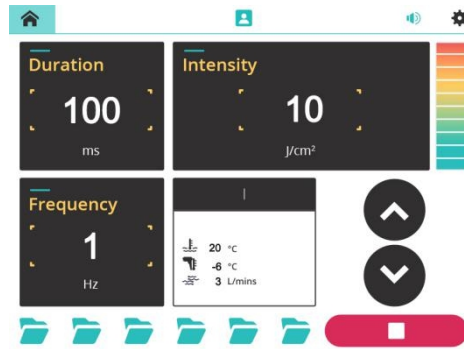 Duration
100
ms
Intensity
10
J/cm²
Frequency
1
Hz
20 °C
-6 °C
3 L/mins